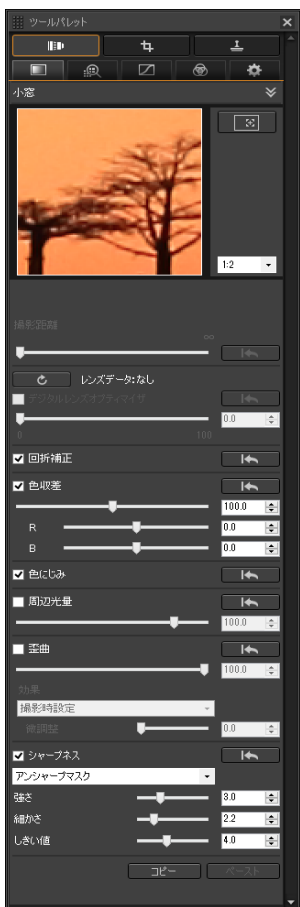 ツールパレット
小窓
1:2
撮影距離
∞
レンズデータ:なし
デジタルレンズオプティマイザ
0.0
0 100
回折補正
色収差
100.0
R 0.0
B 0.0
色にじみ
周辺光量
100.0
歪曲
100.0
効果
撮影時設定
微調整 0.0
シャープネス
アンシャープマスク
強さ 3.0
細かさ 2.2
しきい値 4.0
コピー ペースト